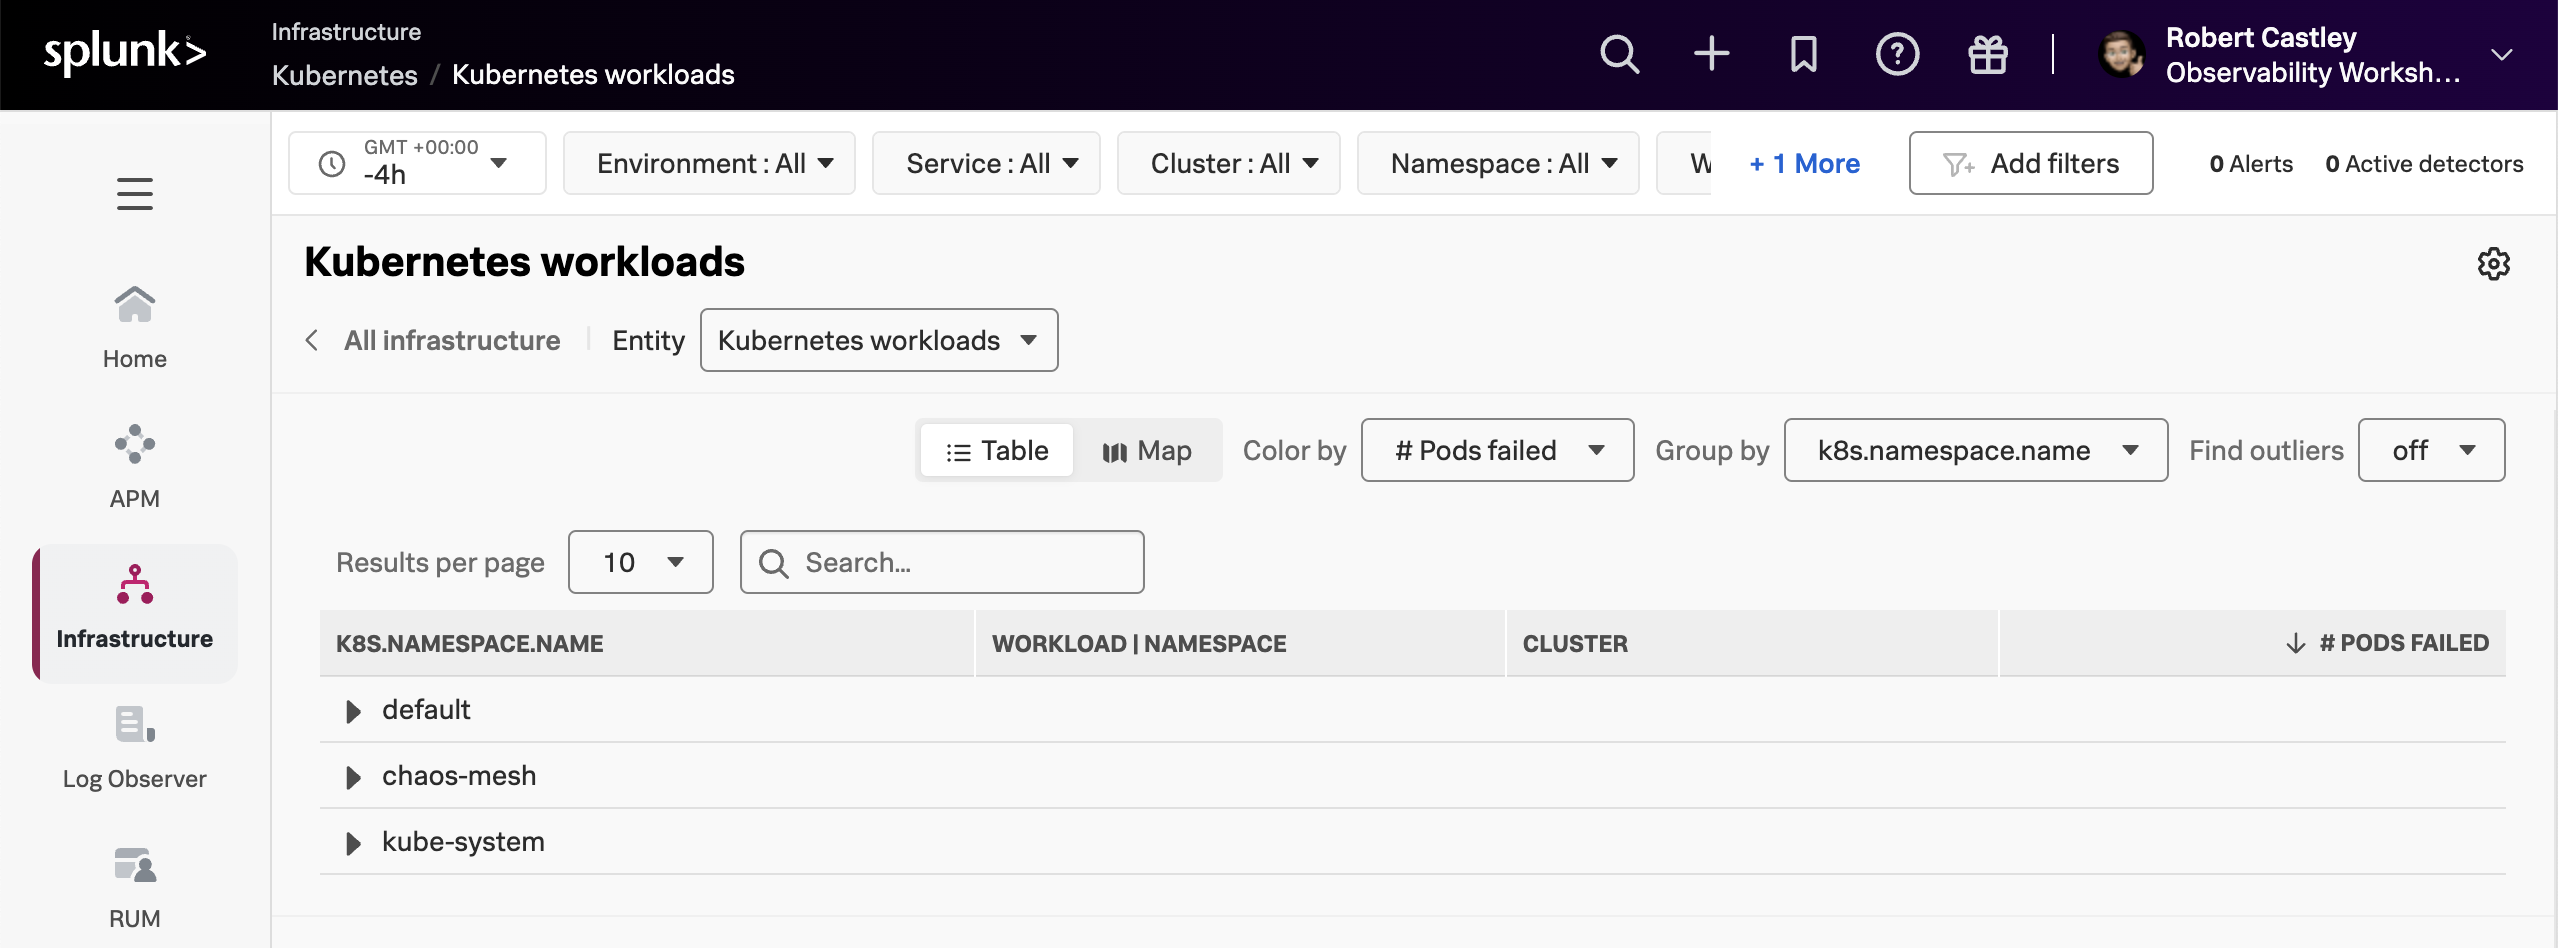 splunk>
Infrastructure
Kubernetes / Kubernetes workloads
Robert Castley
Observability Worksh...
GMT +00:00
-4h
Environment : All
Service : All
Cluster : All
Namespace : All
W
+ 1 More
Add filters
0 Alerts
0 Active detectors
Home
APM
Infrastructure
Log Observer
RUM
Kubernetes workloads
All infrastructure
Entity
Kubernetes workloads
Table
Map
Color by
# Pods failed
Group by
k8s.namespace.name
Find outliers
off
Results per page
10
Search...
K8S.NAMESPACE.NAME
WORKLOAD | NAMESPACE
CLUSTER
# PODS FAILED
default
chaos-mesh
kube-system